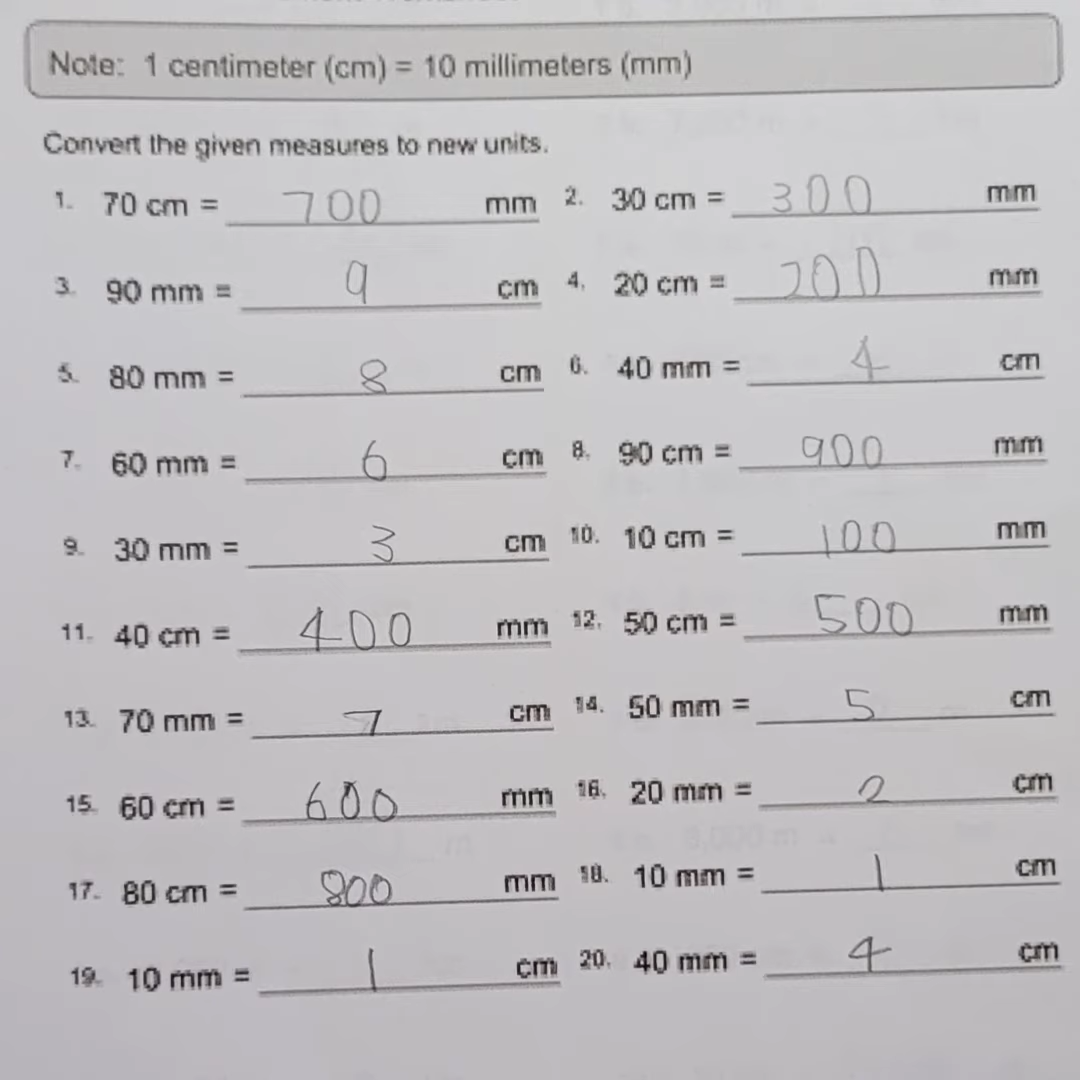 Note: 1 centimeter (cm) = 10 millimeters (mm)
Convert the given measures to new units.
1. 70 cm = 700 mm 2. 30 cm = 300 mm
3. 90 mm = 9 cm 4. 20 cm = 200 mm
5. 80 mm = 8 cm 6. 40 mm = 4 cm
7. 60 mm = 6 cm 8. 90 cm = 900 mm
9. 30 mm = 3 cm 10. 10 cm = 100 mm
11. 40 cm = 400 mm 12. 50 cm = 500 mm
13. 70 mm = 7 cm 14. 50 mm = 5 cm
15. 60 cm = 600 mm 16. 20 mm = 2 cm
17. 80 cm = 800 mm 18. 10 mm = 1 cm
19. 10 mm = 1 cm 20. 40 mm = 4 cm